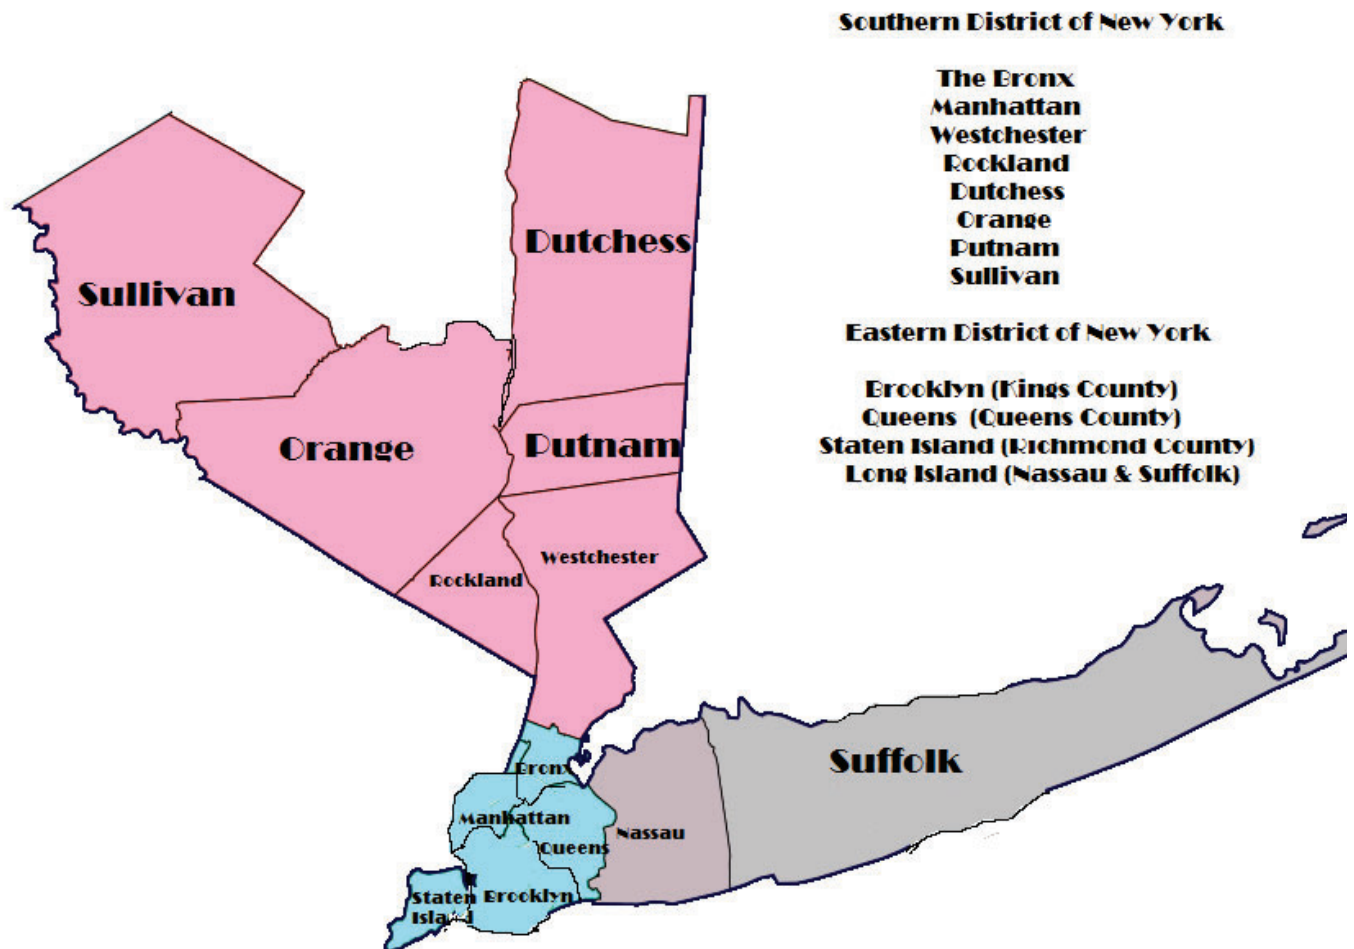 Southern District of New York
The Bronx
Manhattan
Westchester
Rockland
Dutchess
Orange
Putnam
Sullivan
Eastern District of New York
Brooklyn (Kings County)
Queens (Queens County)
Staten Island (Richmond County)
Long Island (Nassau & Suffolk)
Dutchess
Sullivan
Orange
Putnam
Westchester
Rockland
Suffolk
Bronx
Manhattan
Nassau
Queens
Staten
Island
Brooklyn